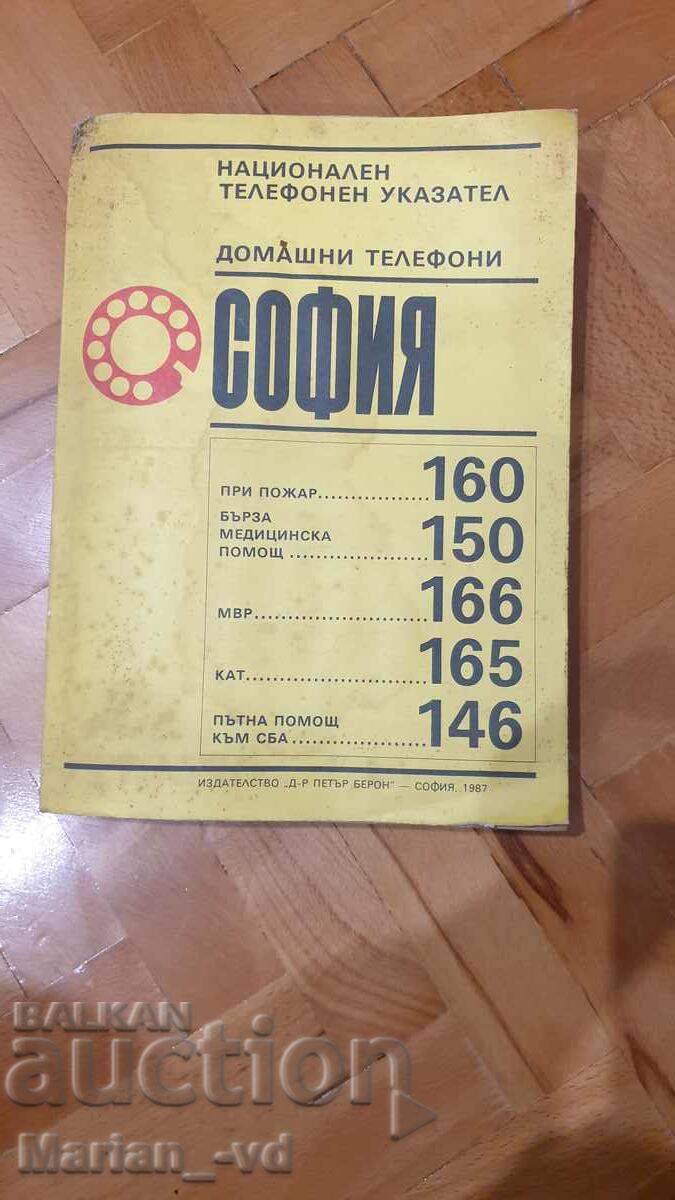 НАЦИОНАЛЕН
ТЕЛЕФОНЕН УКАЗАТЕЛ
ДОМАШНИ ТЕЛЕФОНИ
СОФИЯ
ПРИ ПОЖАР................160
БЪРЗА
МЕДИЦИНСКА
ПОМОЩ....................150
МВР.........................166
КАТ..........................165
ПЪТНА ПОМОЩ
КЪМ СБА....................146
ИЗДАТЕЛСТВО „Д-Р ПЕТЪР БЕРОН" — СОФИЯ, 1987
BALKAN
auction
Marian_-vd